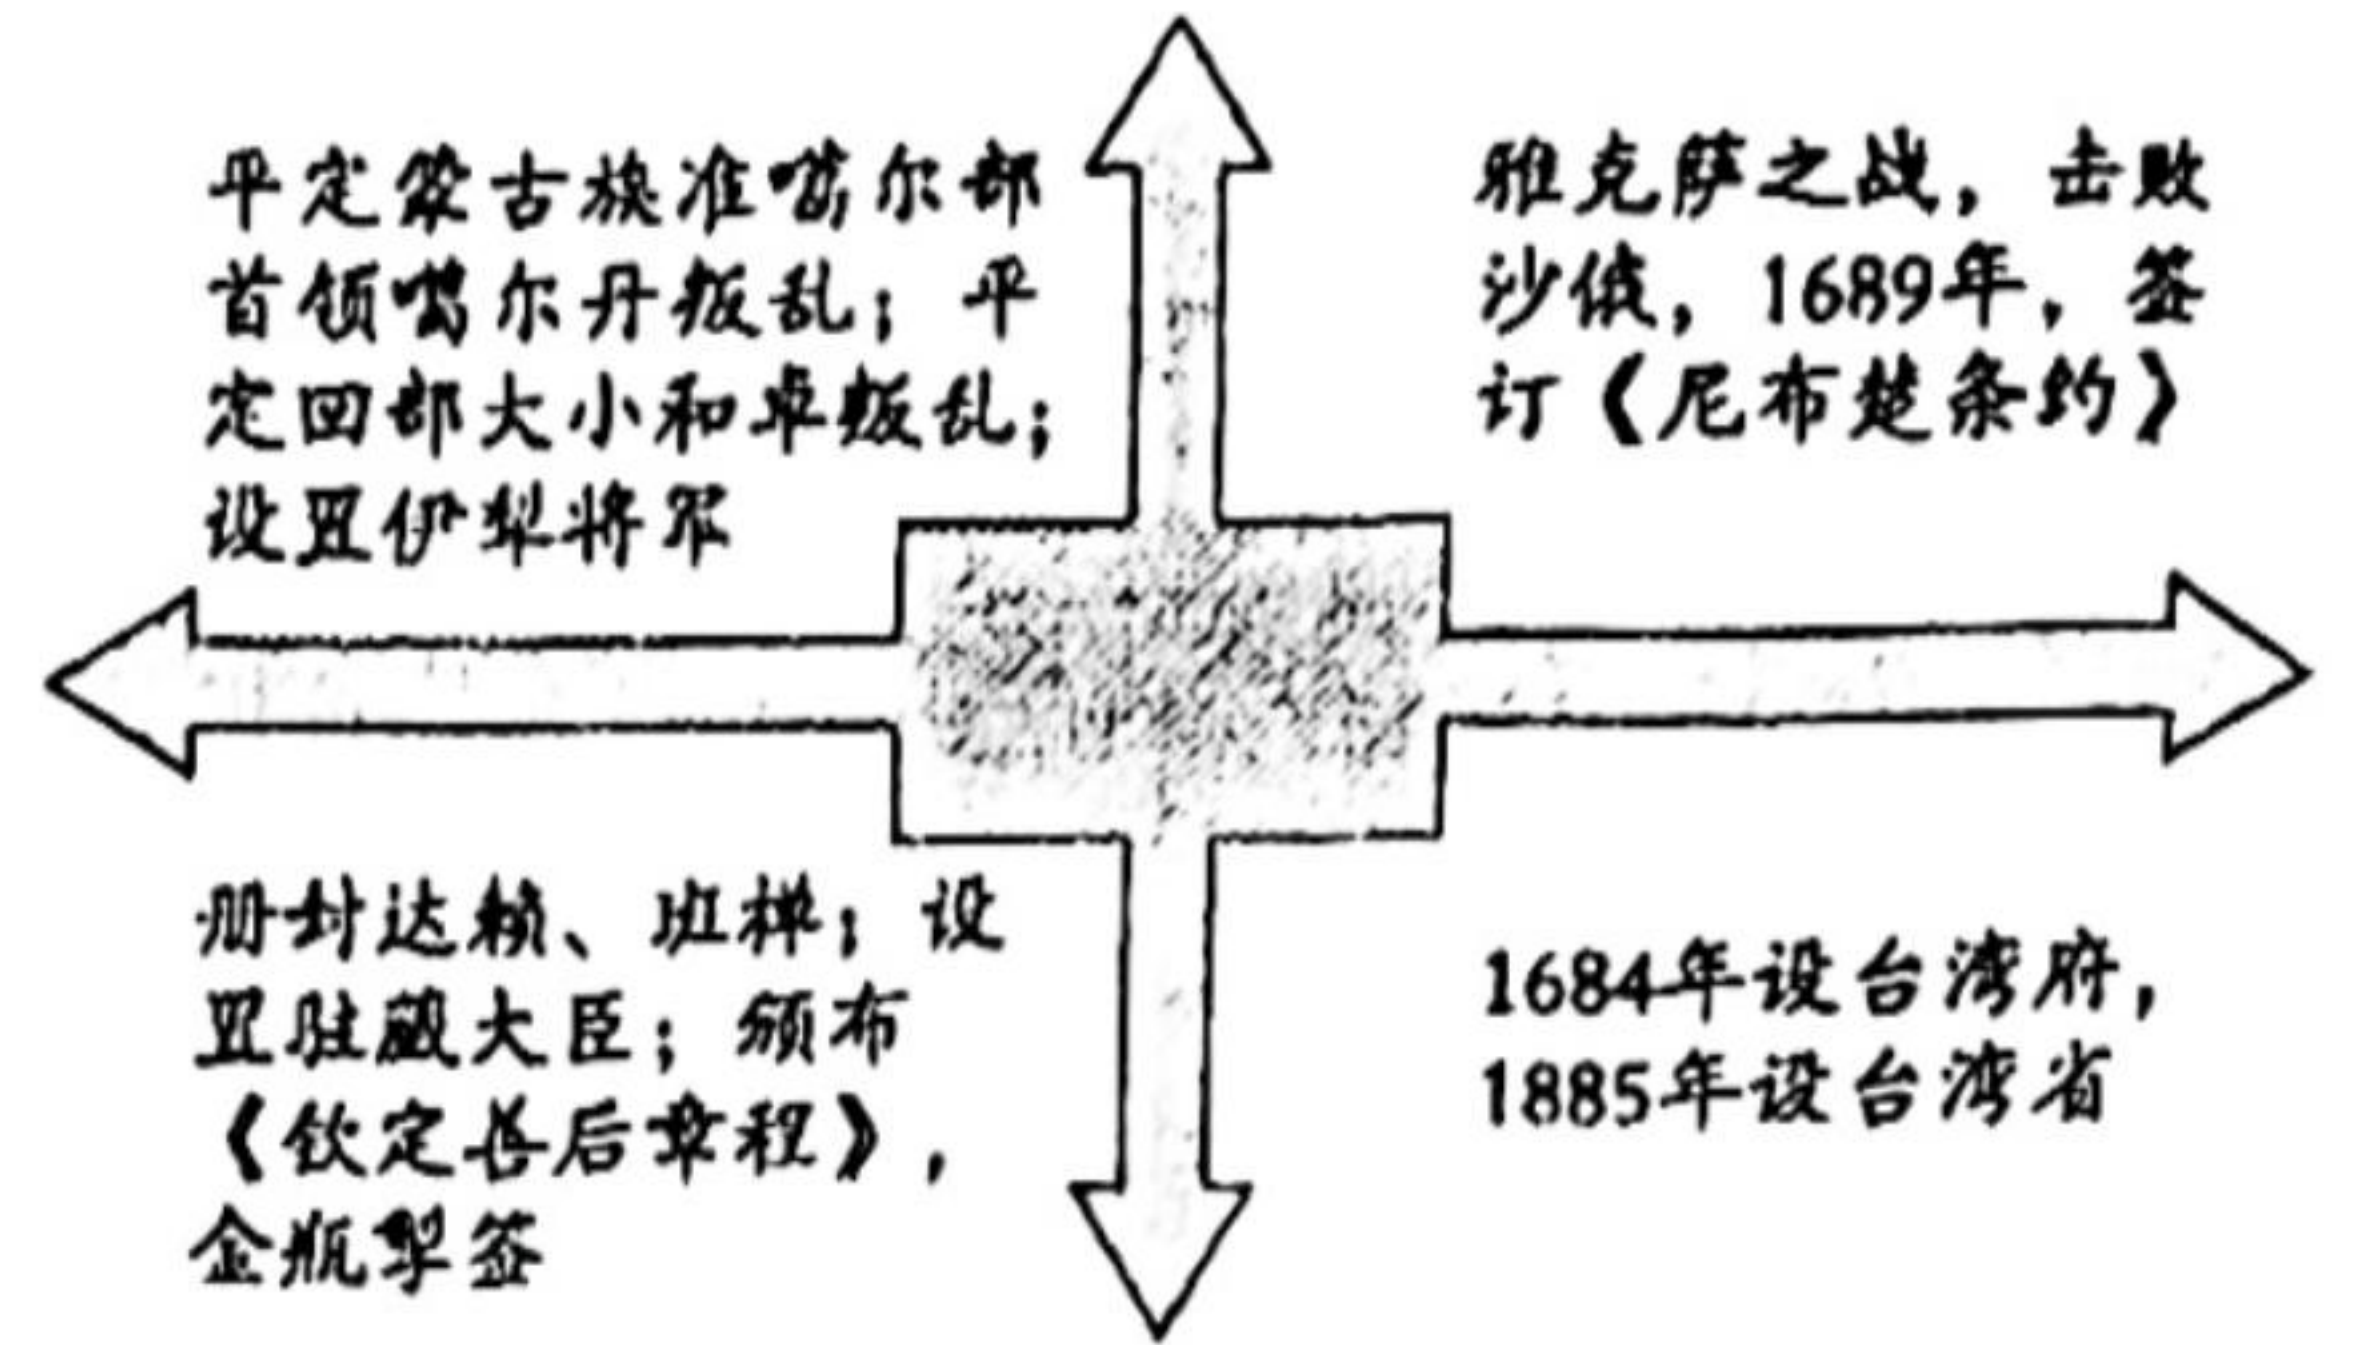 平定蒙古族准噶尔部
首领噶尔丹叛乱；平
定回部大小和卓叛乱；
设置伊犁将军
雅克萨之战，击败
沙俄，1689年，签
订《尼布楚条约》
册封达赖、班禅；设
置驻藏大臣；颁布
《钦定善后章程》，
金瓶掣签
1684年设台湾府，
1885年设台湾省